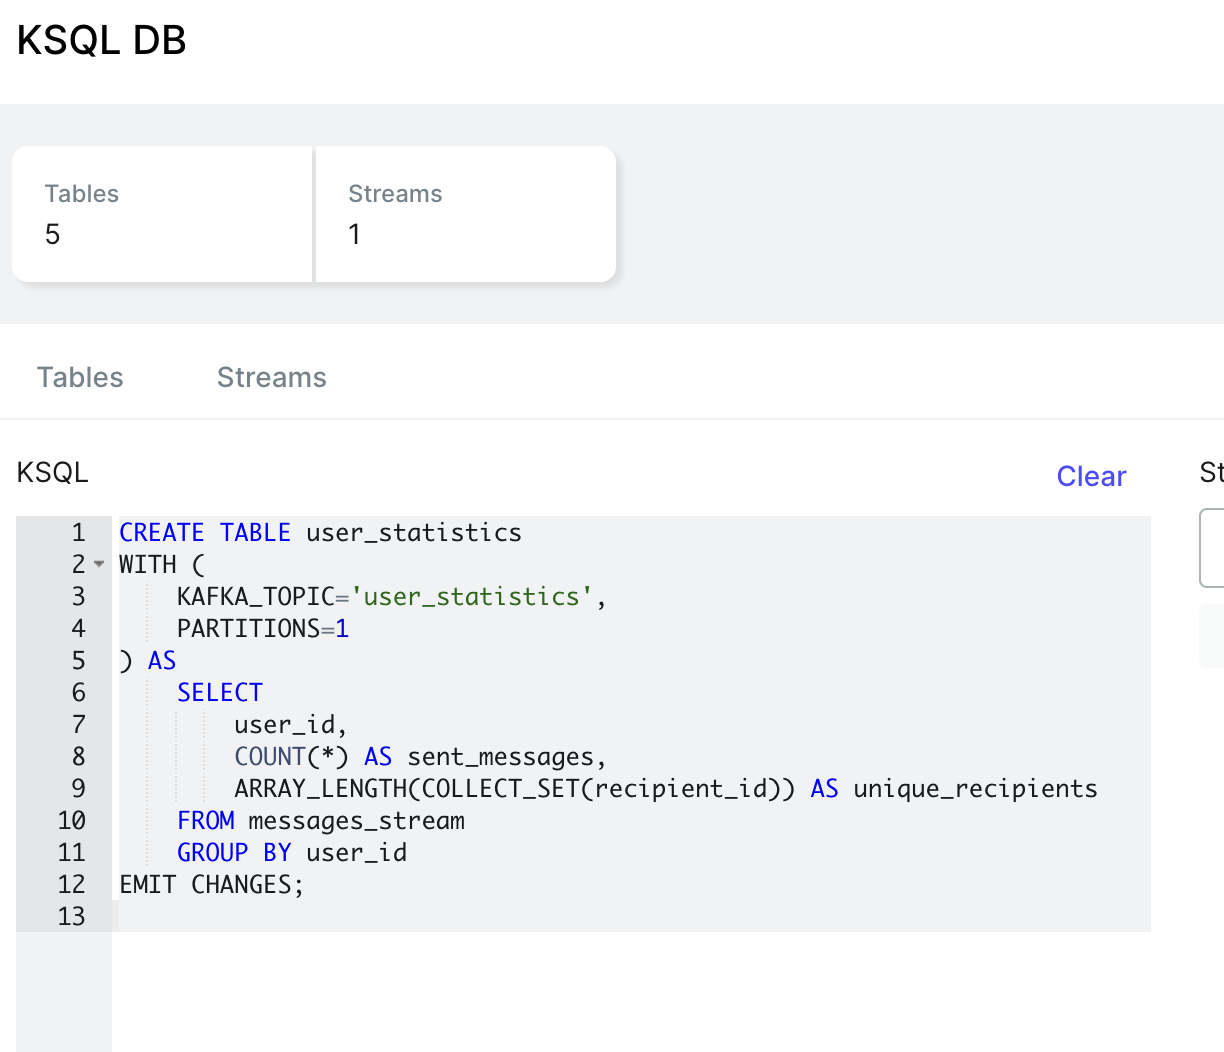 KSQL DB
Tables
Streams
5
1
Tables
Streams
KSQL
Clear
St
1 CREATE TABLE user_statistics
2 WITH (
3 KAFKA_TOPIC='user_statistics',
4 PARTITIONS=1
5 ) AS
6 SELECT
7 user_id,
8 COUNT(*) AS sent_messages,
9 ARRAY_LENGTH(COLLECT_SET(recipient_id)) AS unique_recipients
10 FROM messages_stream
11 GROUP BY user_id
12 EMIT CHANGES;
13